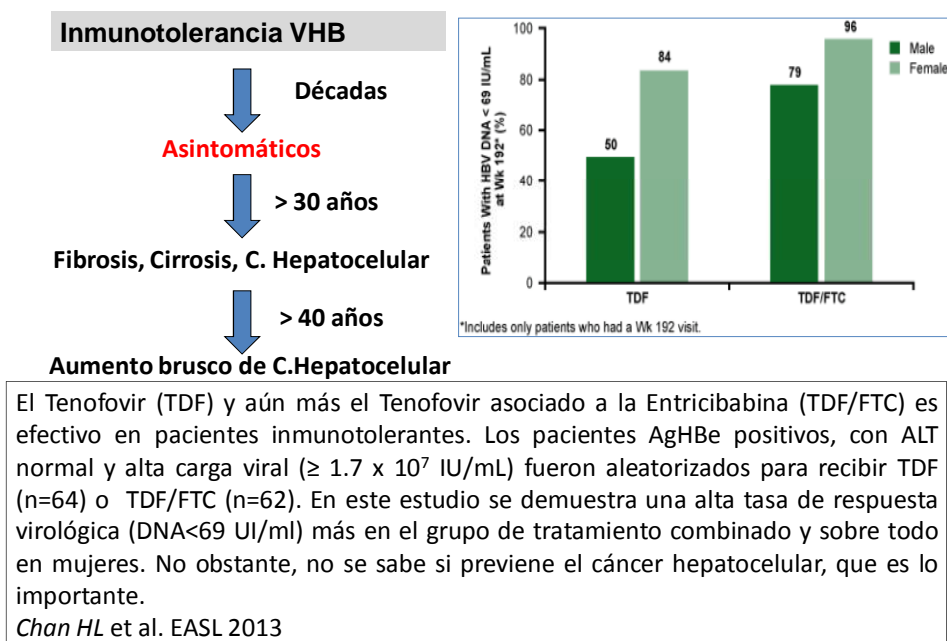 Inmunotolerancia VHB
Décadas
Asintomáticos
> 30 años
Fibrosis, Cirrosis, C. Hepatocelular
> 40 años
Aumento brusco de C.Hepatocelular
Patients With HBV DNA < 69 IU/mL
at Wk 192* (%)
100
80
60
40
20
0
50
84
79
96
Male
Female
TDF
TDF/FTC
*Includes only patients who had a Wk 192 visit.
El Tenofovir (TDF) y aún más el Tenofovir asociado a la Entricibabina (TDF/FTC) es
efectivo en pacientes inmunotolerantes. Los pacientes AgHBe positivos, con ALT
normal y alta carga viral (≥ 1.7 x 10⁷ IU/mL) fueron aleatorizados para recibir TDF
(n=64) o TDF/FTC (n=62). En este estudio se demuestra una alta tasa de respuesta
virológica (DNA<69 UI/ml) más en el grupo de tratamiento combinado y sobre todo
en mujeres. No obstante, no se sabe si previene el cáncer hepatocelular, que es lo
importante.
Chan HL et al. EASL 2013